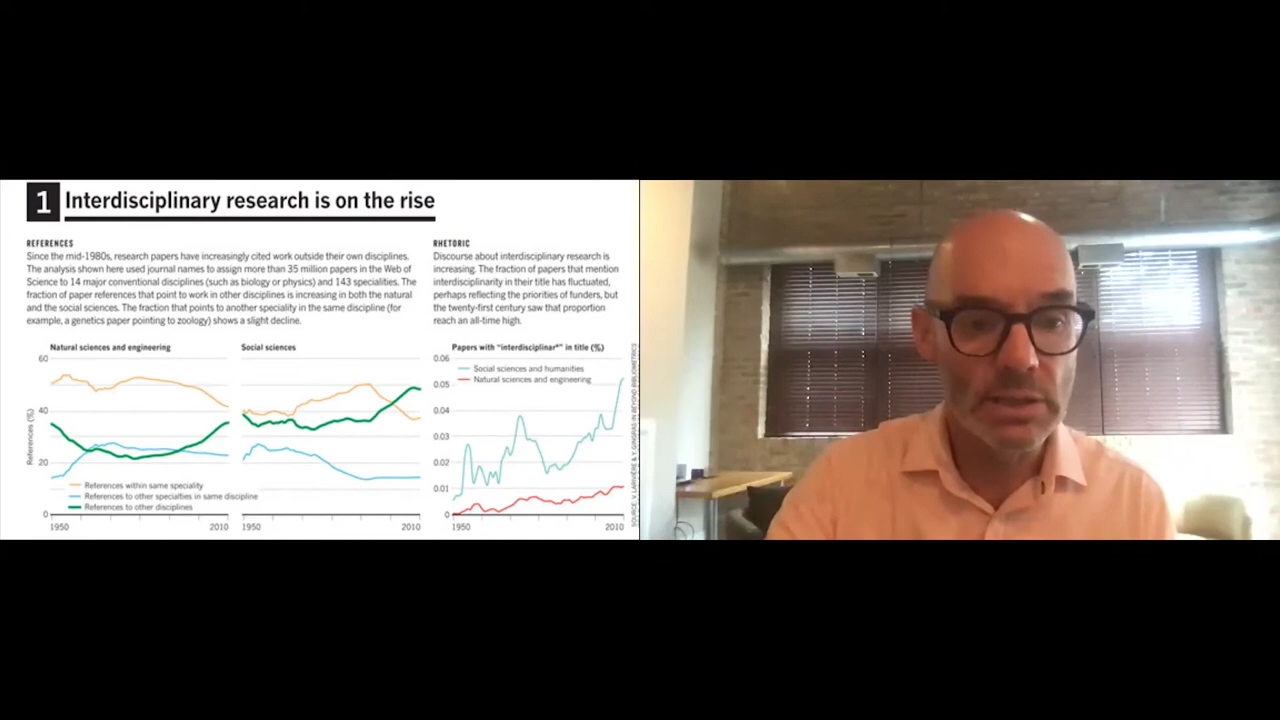 1 Interdisciplinary research is on the rise
REFERENCES
Since the mid-1980s, research papers have increasingly cited work outside their own disciplines.
The analysis shown here used journal names to assign more than 35 million papers in the Web of
Science to 14 major conventional disciplines (such as biology or physics) and 143 specialities. The
fraction of paper references that point to work in other disciplines is increasing in both the natural
and the social sciences. The fraction that points to another speciality in the same discipline (for
example, a genetics paper pointing to zoology) shows a slight decline.
RHETORIC
Discourse about interdisciplinary research is
increasing. The fraction of papers that mention
interdisciplinarity in their title has fluctuated,
perhaps reflecting the priorities of funders, but
the twenty-first century saw that proportion
reach an all-time high.
Natural sciences and engineering
60
40
20
0
References (%)
References within same speciality
References to other specialties in same discipline
References to other disciplines
1950
2010
Social sciences
1950
2010
Papers with "interdisciplinar*" in title (%)
0.06
0.05
0.04
0.03
0.02
0.01
0
Social sciences and humanities
Natural sciences and engineering
1950
2010
SOURCE: V. LARIVIÈRE & Y. GINGRAS IN BEYOND BIBLIOMETRICS